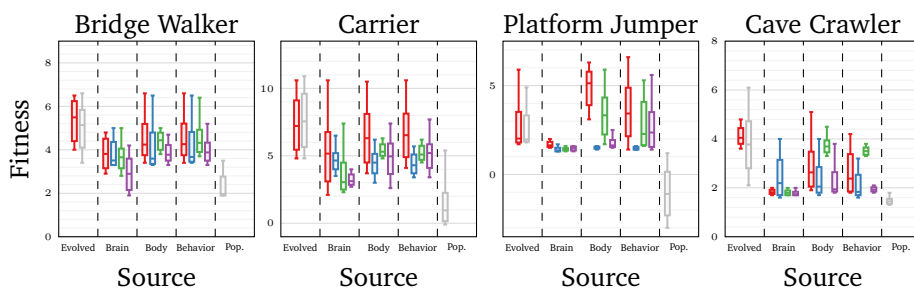 Bridge Walker
Carrier
Platform Jumper
Cave Crawler
Fitness
8
6
4
2
0
Evolved Brain Body Behavior Pop.
Source
10
5
0
Evolved Brain Body Behavior Pop.
Source
5
0
Evolved Brain Body Behavior Pop.
Source
8
6
4
2
0
Evolved Brain Body Behavior Pop.
Source